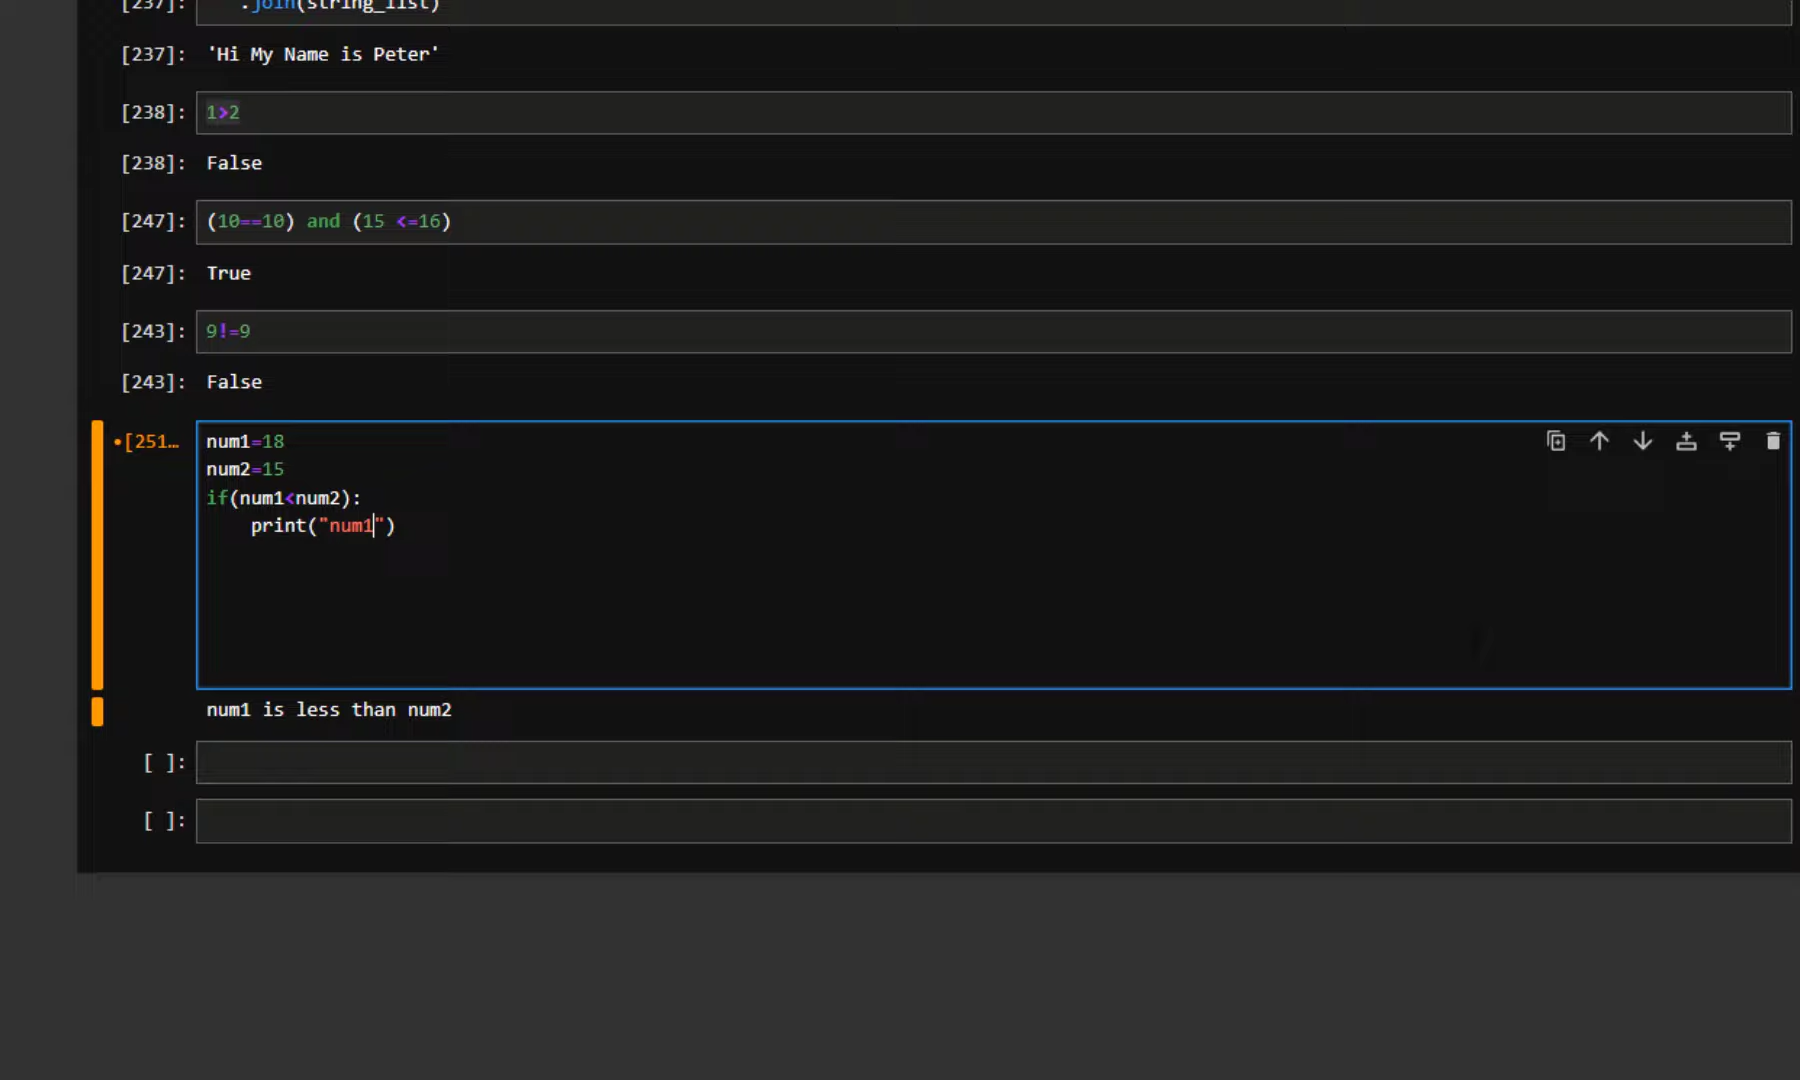 [237]: .join(string_list)
[237]: 'Hi My Name is Peter'
[238]: 1>2
[238]: False
[247]: (10==10) and (15 <=16)
[247]: True
[243]: 9!=9
[243]: False
•[251… num1=18
num2=15
if(num1<num2):
print("num1")
num1 is less than num2
[ ]:
[ ]: